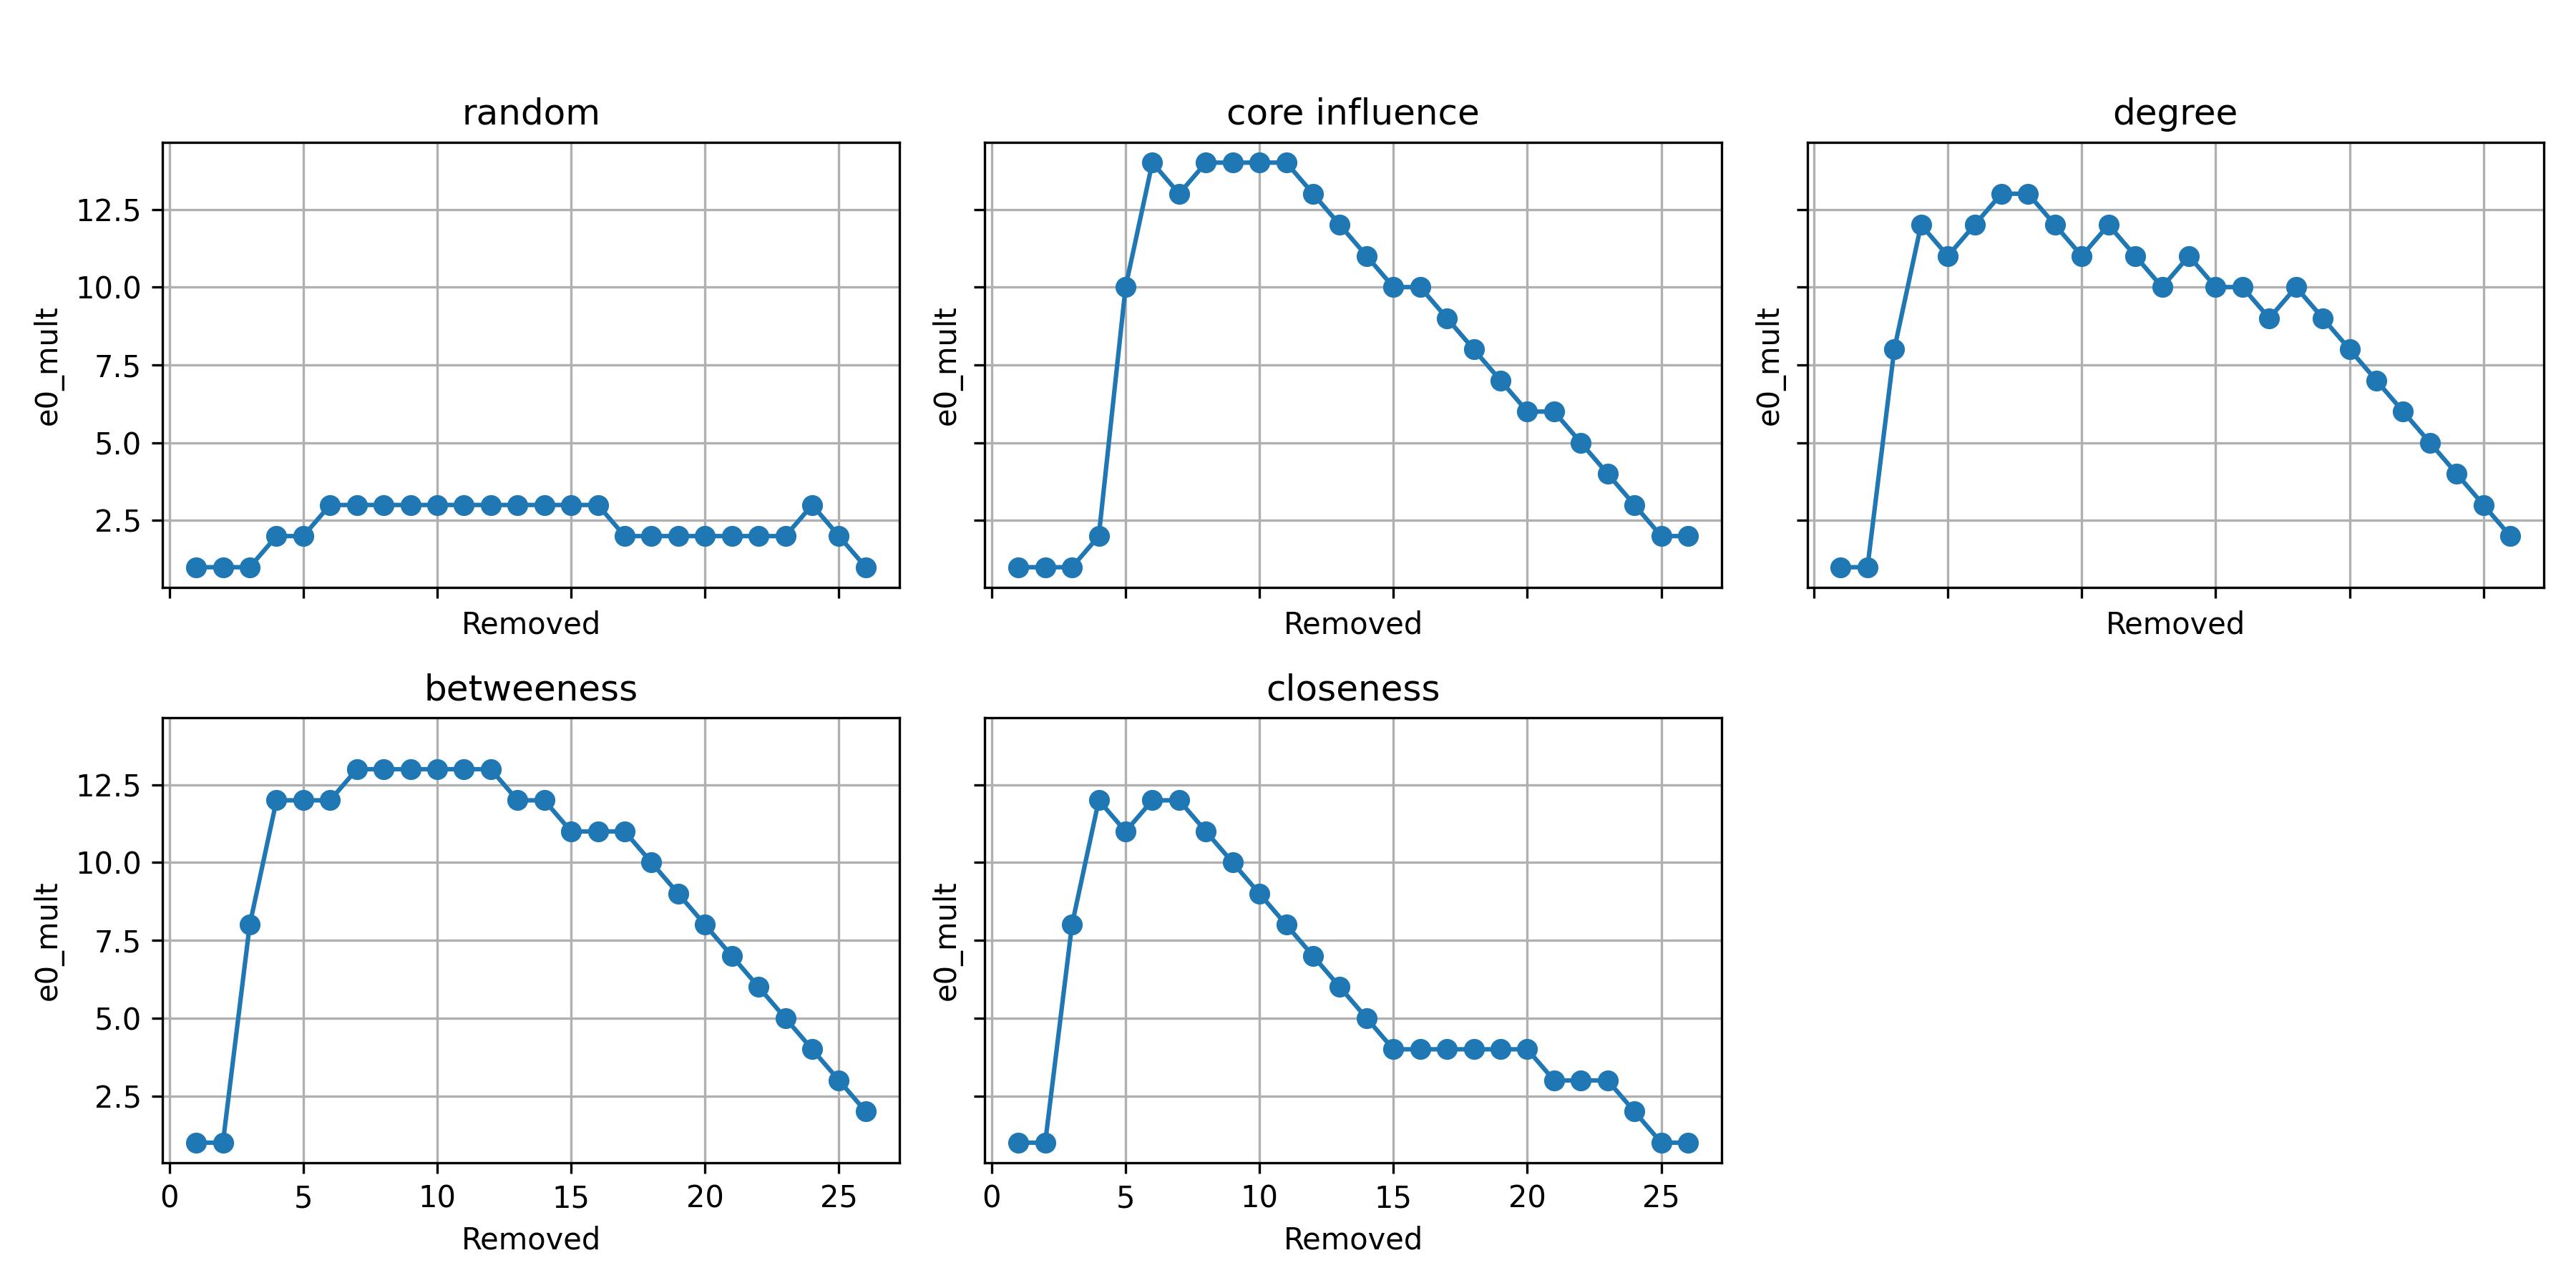 random
core influence
degree
12.5
10.0
7.5
5.0
2.5
e0_mult
e0_mult
e0_mult
Removed
Removed
Removed
betweeness
closeness
12.5
10.0
7.5
5.0
2.5
e0_mult
e0_mult
0 5 10 15 20 25
0 5 10 15 20 25
Removed
Removed